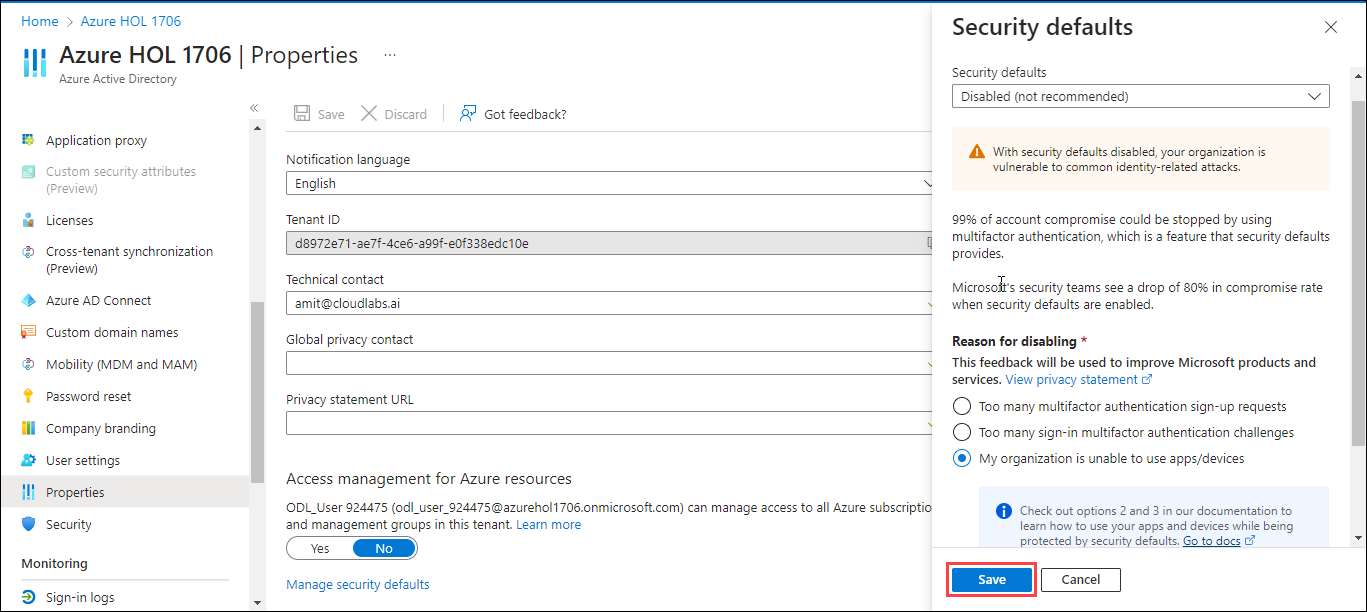 Home > Azure HOL 1706
Azure HOL 1706 | Properties ...
Azure Active Directory
«
Application proxy
Custom security attributes
(Preview)
Licenses
Cross-tenant synchronization
(Preview)
Azure AD Connect
Custom domain names
Mobility (MDM and MAM)
Password reset
Company branding
User settings
Properties
Security
Monitoring
Sign-in logs
Save Discard Got feedback?
Notification language
English
Tenant ID
d8972e71-ae7f-4ce6-a99f-e0f338edc10e
Technical contact
amit@cloudlabs.ai
Global privacy contact
Privacy statement URL
Access management for Azure resources
ODL_User 924475 (odl_user_924475@azurehol1706.onmicrosoft.com) can manage access to all Azure subscriptio
and management groups in this tenant. Learn more
Yes No
Manage security defaults
Security defaults
Security defaults
Disabled (not recommended)
With security defaults disabled, your organization is
vulnerable to common identity-related attacks.
99% of account compromise could be stopped by using
multifactor authentication, which is a feature that security defaults
provides.
Microsoft's security teams see a drop of 80% in compromise rate
when security defaults are enabled.
Reason for disabling *
This feedback will be used to improve Microsoft products and
services. View privacy statement
Too many multifactor authentication sign-up requests
Too many sign-in multifactor authentication challenges
My organization is unable to use apps/devices
Check out options 2 and 3 in our documentation to
learn how to use your apps and devices while being
protected by security defaults. Go to docs
Save Cancel